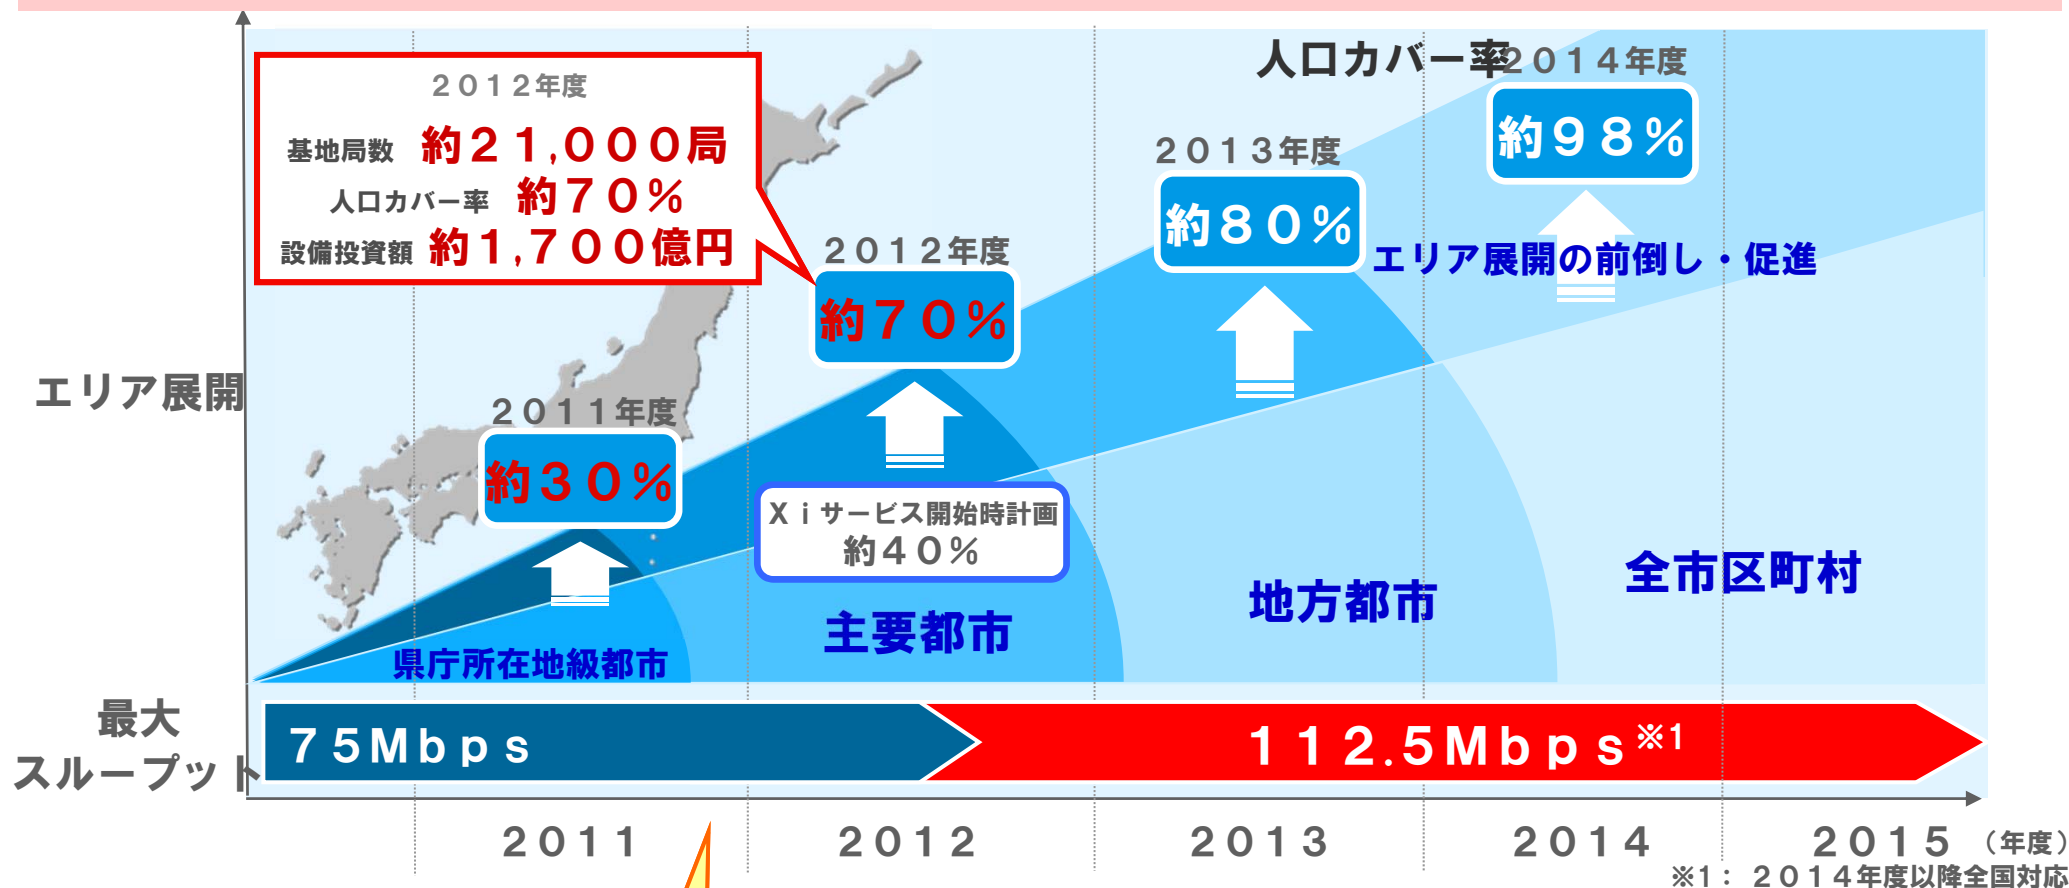 人口カバー率
2012年度
基地局数 約21,000局
人口カバー率 約70%
設備投資額 約1,700億円
2014年度
約98%
2013年度
約80%
エリア展開の前倒し・促進
2012年度
約70%
エリア展開
2011年度
約30%
Xiサービス開始時計画
約40%
全市区町村
地方都市
主要都市
県庁所在地級都市
最大
スループット
75Mbps
112.5Mbps※1
2011
2012
2013
2014
2015
(年度)
※1: 2014年度以降全国対応